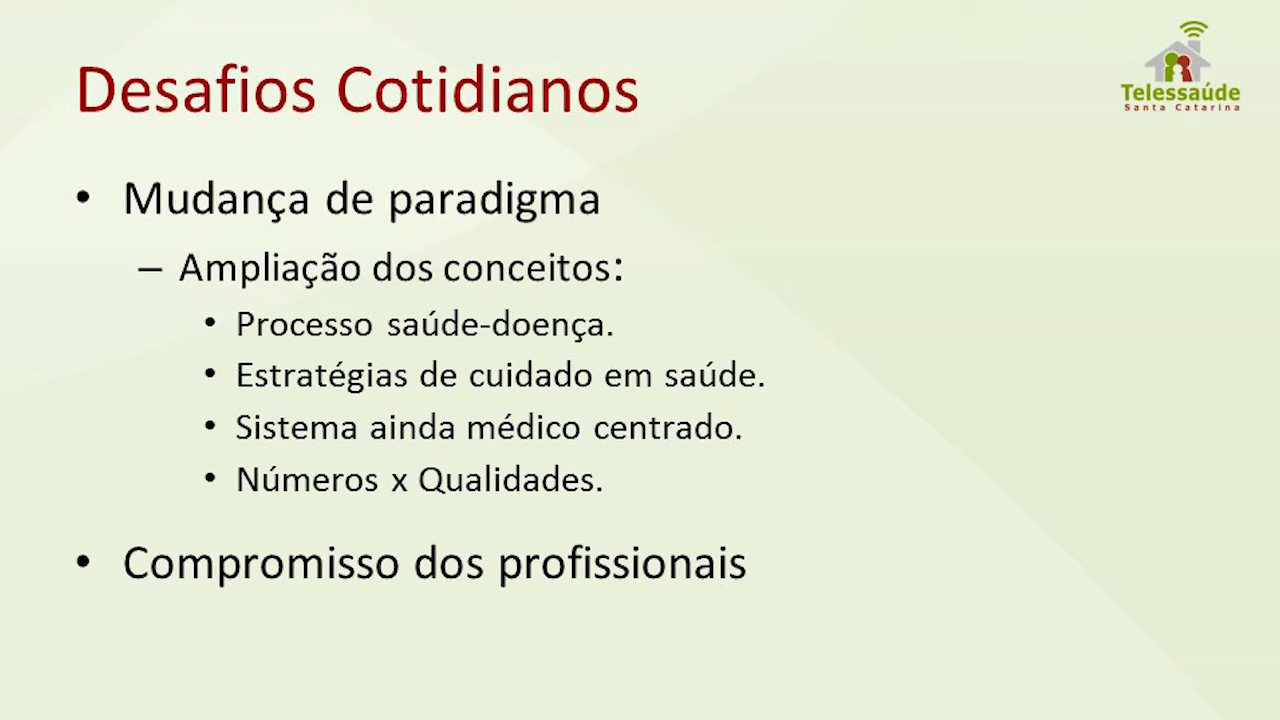 Desafios Cotidianos
Telessaúde
Santa Catarina
• Mudança de paradigma
– Ampliação dos conceitos:
• Processo saúde-doença.
• Estratégias de cuidado em saúde.
• Sistema ainda médico centrado.
• Números x Qualidades.
• Compromisso dos profissionais